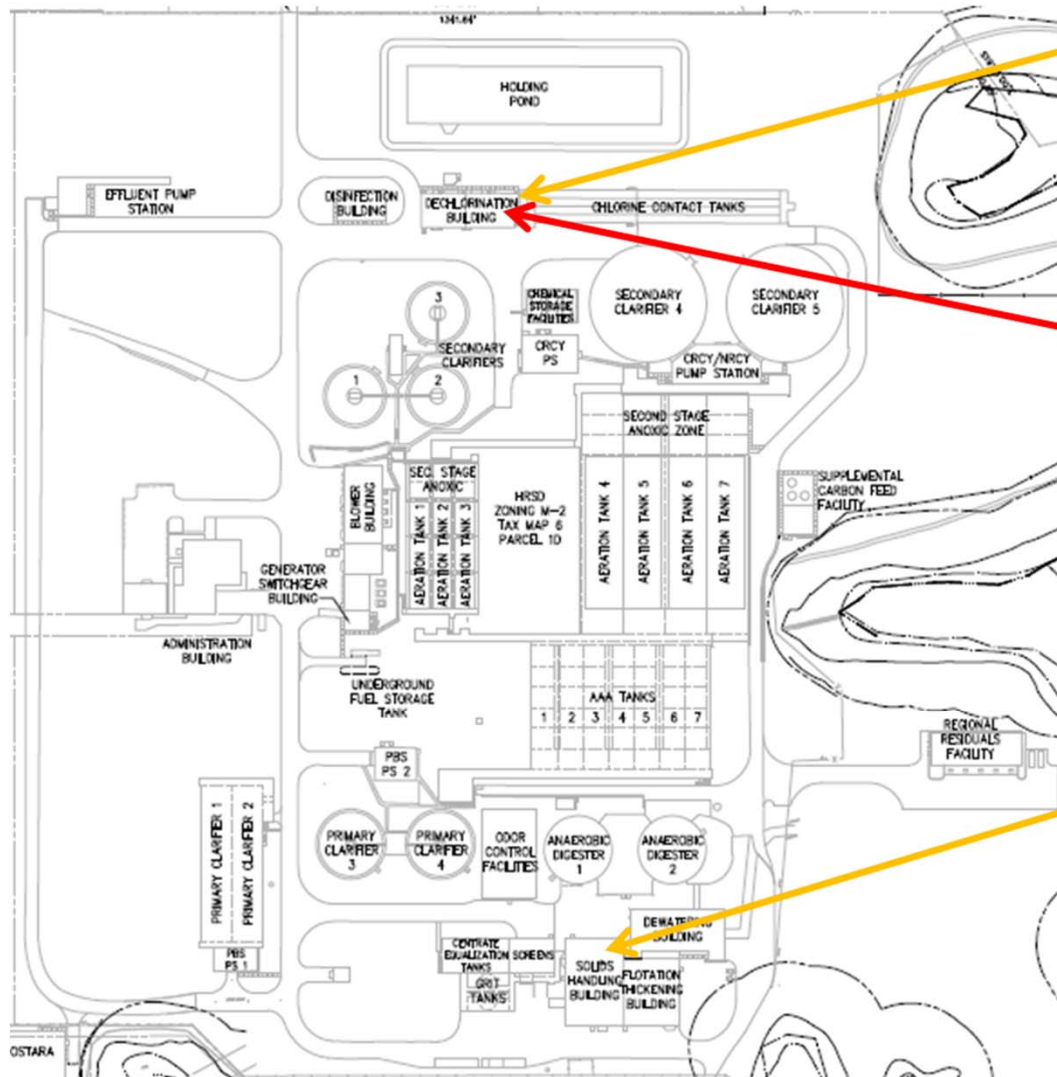 1341.66'
HOLDING
POND
EFFLUENT PUMP
STATION
DISINFECTION
BUILDING
DECHLORINATION
BUILDING
CHLORINE CONTACT TANKS
3
CHEMICAL
STORAGE
FACILITIES
SECONDARY
CLARIFIER 4
SECONDARY
CLARIFIER 5
SECONDARY
CLARIFIERS
CRCY
PS
CRCY/NRCY
PUMP STATION
1
2
SECOND STAGE
ANOXIC ZONE
SEC. STAGE
ANOXIC
BLOWER
BUILDING
AERATION TANK 1
AERATION TANK 2
AERATION TANK 3
HRSD
ZONING M-2
TAX MAP 6
PARCEL 10
AERATION TANK 4
AERATION TANK 5
AERATION TANK 6
AERATION TANK 7
SUPPLEMENTAL
CARBON FEED
FACILITY
GENERATOR
SWITCHGEAR
BUILDING
ADMINISTRATION
BUILDING
UNDERGROUND
FUEL STORAGE
TANK
AAA TANKS
1 2 3 4 5 6 7
REGIONAL
RESIDUALS
FACILITY
PBS
PS 2
PRIMARY CLARIFIER 1
PRIMARY CLARIFIER 2
PRIMARY
CLARIFIER
3
PRIMARY
CLARIFIER
4
ODOR
CONTROL
FACILITIES
ANAEROBIC
DIGESTER
1
ANAEROBIC
DIGESTER
2
DEWATERING
BUILDING
PBS
PS 1
CENTRATE
EQUALIZATION
TANKS
SCREENS
GRIT
TANKS
SOLIDS
HANDLING
BUILDING
FLOTATION
THICKENING
BUILDING
OSTARA